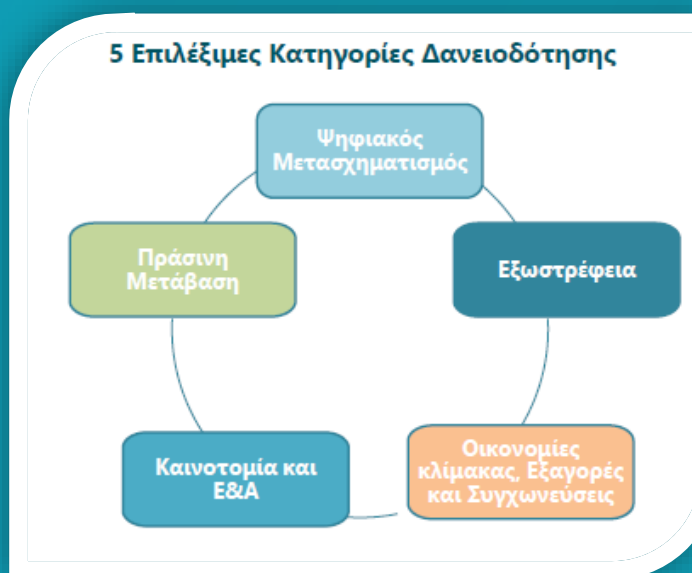 5 Επιλέξιμες Κατηγορίες Δανειοδότησης
Ψηφιακός
Μετασχηματισμός
Εξωστρέφεια
Οικονομίες
κλίμακας, Εξαγορές
και Συγχωνεύσεις
Καινοτομία και
Ε&Α
Πράσινη
Μετάβαση